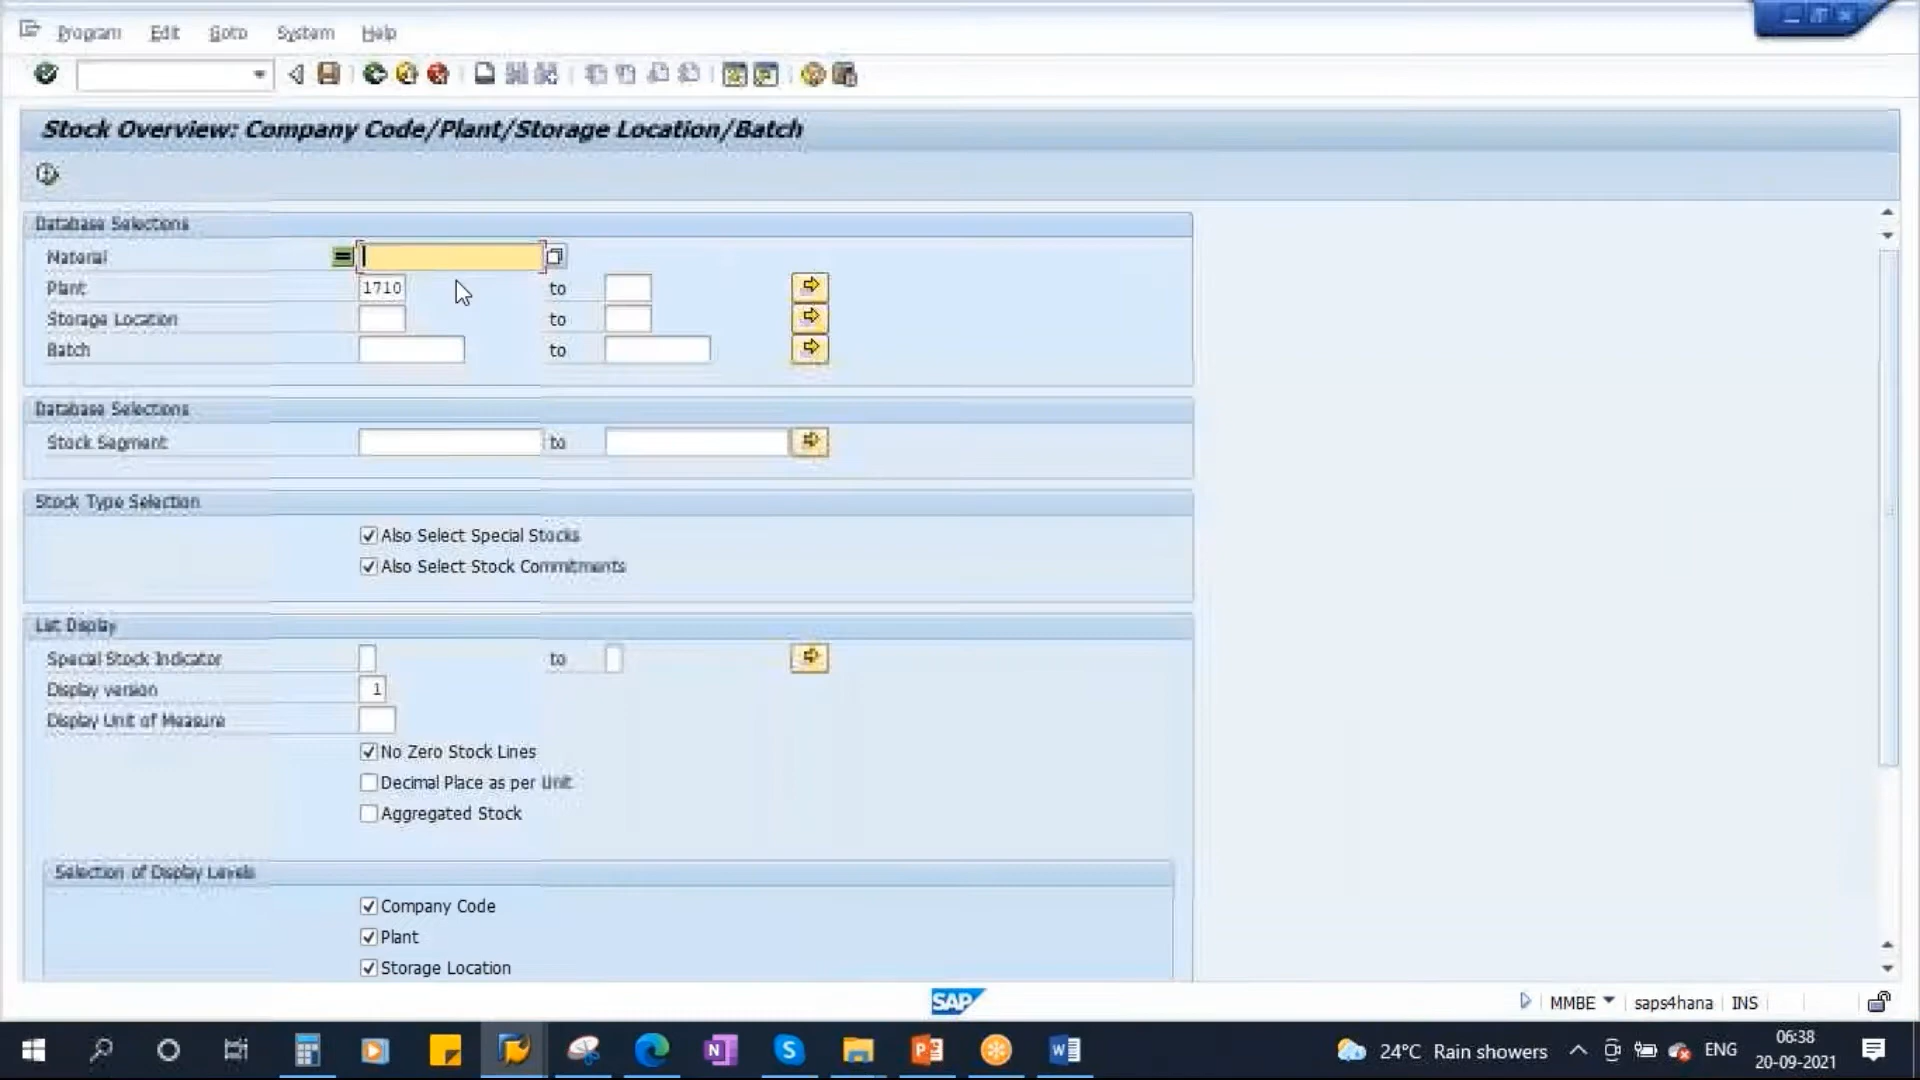 Program Edit Goto System Help
Stock Overview: Company Code/Plant/Storage Location/Batch
Database Selections
Material
Plant 1710 to
Storage Location to
Batch to
Database Selections
Stock Segment to
Stock Type Selection
Also Select Special Stocks
Also Select Stock Commitments
List Display
Special Stock Indicator to
Display version 1
Display Unit of Measure
No Zero Stock Lines
Decimal Place as per Unit
Aggregated Stock
Selection of Display Levels
Company Code
Plant
Storage Location
SAP MMBE saps4hana INS
24°C Rain showers ENG 06:38
20-09-2021